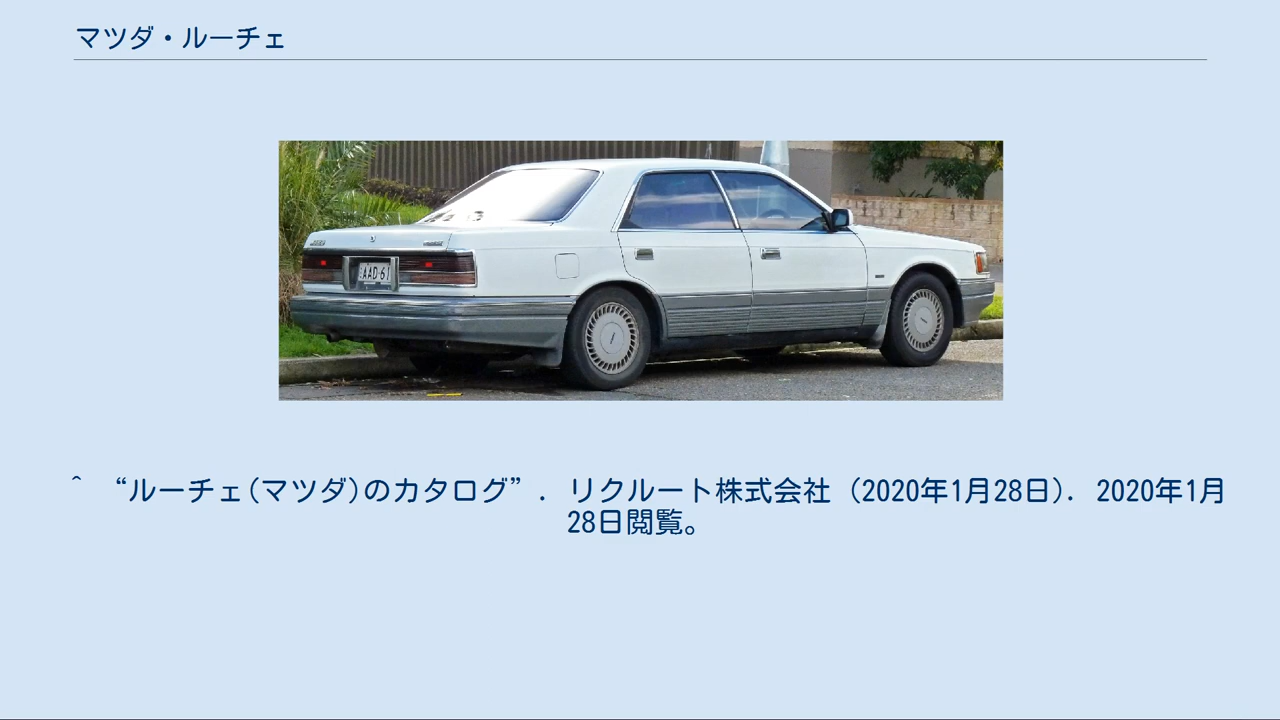 マツダ・ルーチェ
AAD·61
^ “ルーチェ(マツダ)のカタログ”. リクルート株式会社 (2020年1月28日). 2020年1月
28日閲覧。